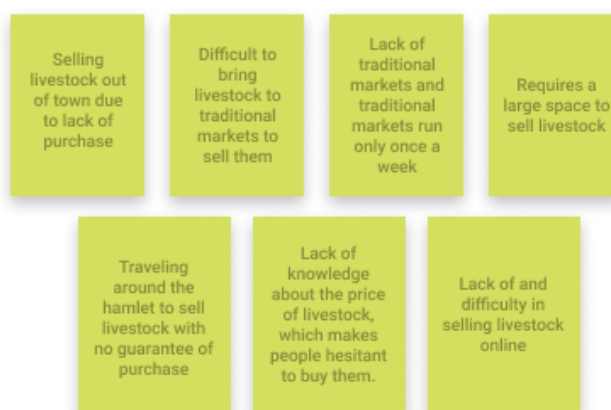 Selling
livestock out
of town due
to lack of
purchase
Difficult to
bring
livestock to
traditional
markets to
sell them
Lack of
traditional
markets and
traditional
markets run
only once a
week
Requires a
large space to
sell livestock
Traveling
around the
hamlet to sell
livestock with
no guarantee of
purchase
Lack of
knowledge
about the price
of livestock,
which makes
people hesitant
to buy them.
Lack of and
difficulty in
selling livestock
online